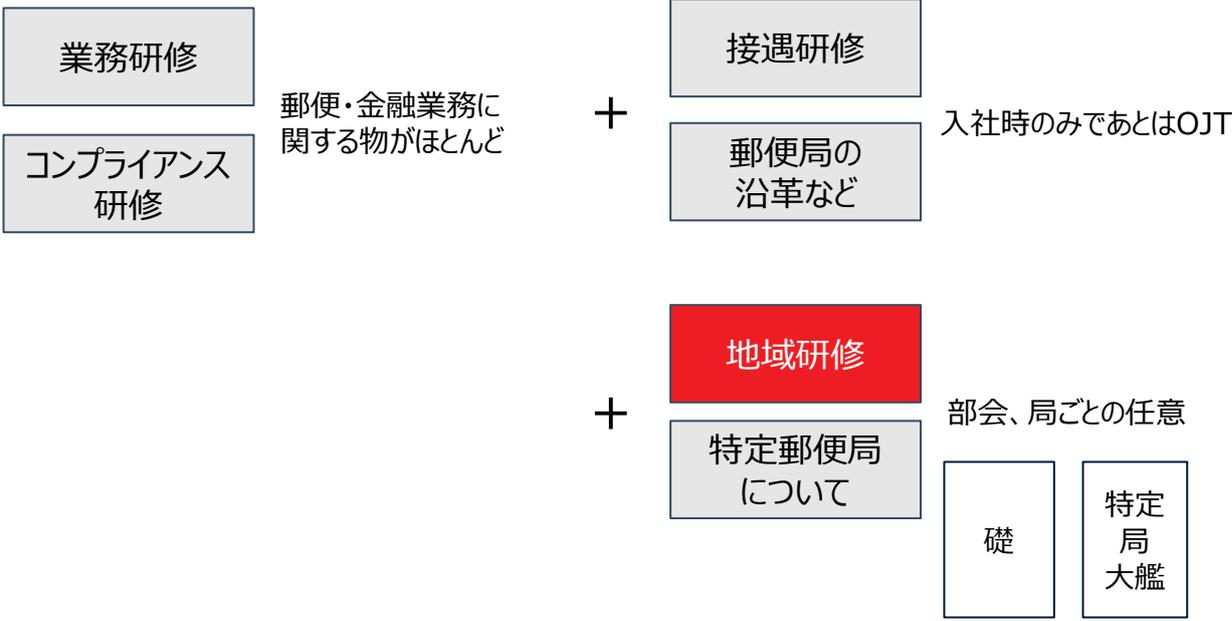 業務研修
コンプライアンス
研修
郵便・金融業務に
関する物がほとんど
＋
接遇研修
郵便局の
沿革など
入社時のみであとはOJT
＋
地域研修
特定郵便局
について
部会、局ごとの任意
礎
特定
局
大艦